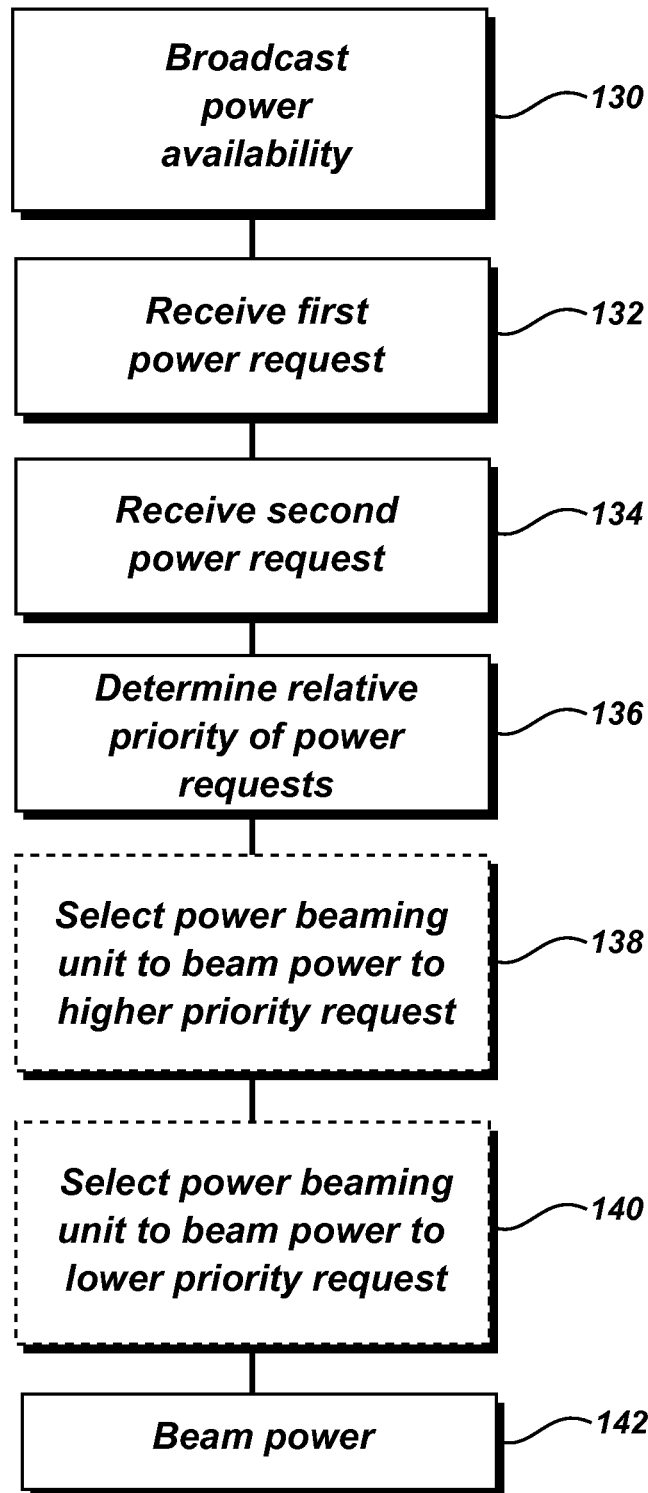 Broadcast
power
availability
130
Receive first
power request
132
Receive second
power request
134
Determine relative
priority of power
requests
136
Select power beaming
unit to beam power to
higher priority request
138
Select power beaming
unit to beam power to
lower priority request
140
Beam power
142